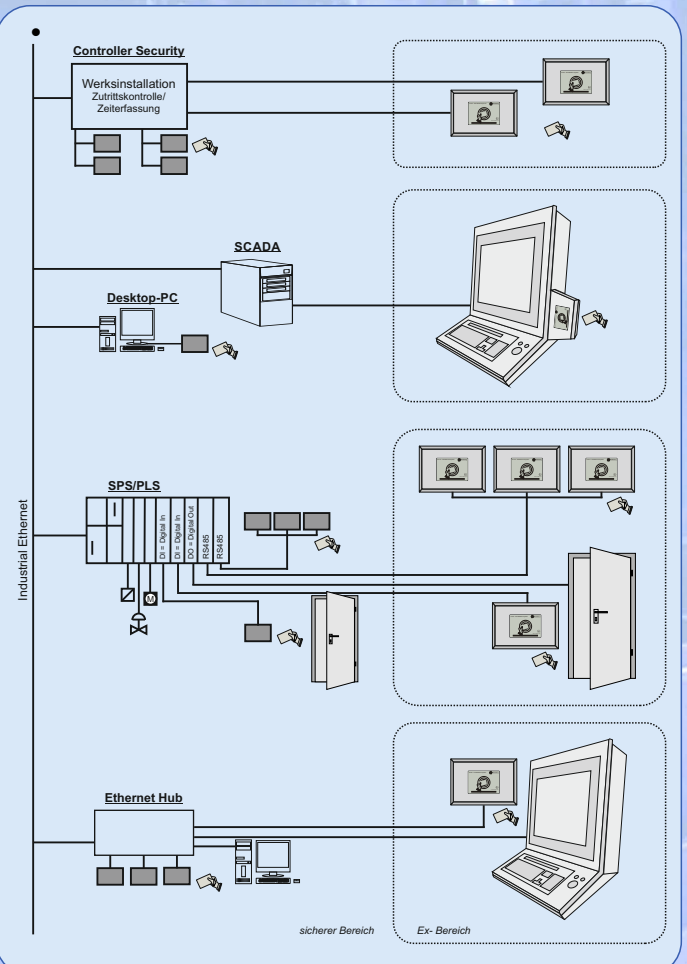 Controller Security
Werksinstallation
Zutrittskontrolle/
Zeiterfassung
SCADA
Desktop-PC
Industrial Ethernet
SPS/PLS
DI = Digital In
DI = Digital In
DO = Digital Out
RS485
RS485
M
Ethernet Hub
sicherer Bereich
Ex- Bereich